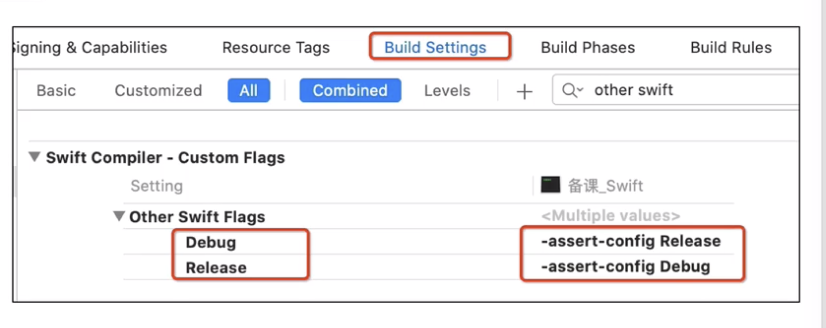 Signing & Capabilities Resource Tags Build Settings Build Phases Build Rules
Basic Customized All Combined Levels + other swift
Swift Compiler - Custom Flags
Setting 备课_Swift
Other Swift Flags <Multiple values>
Debug -assert-config Release
Release -assert-config Debug